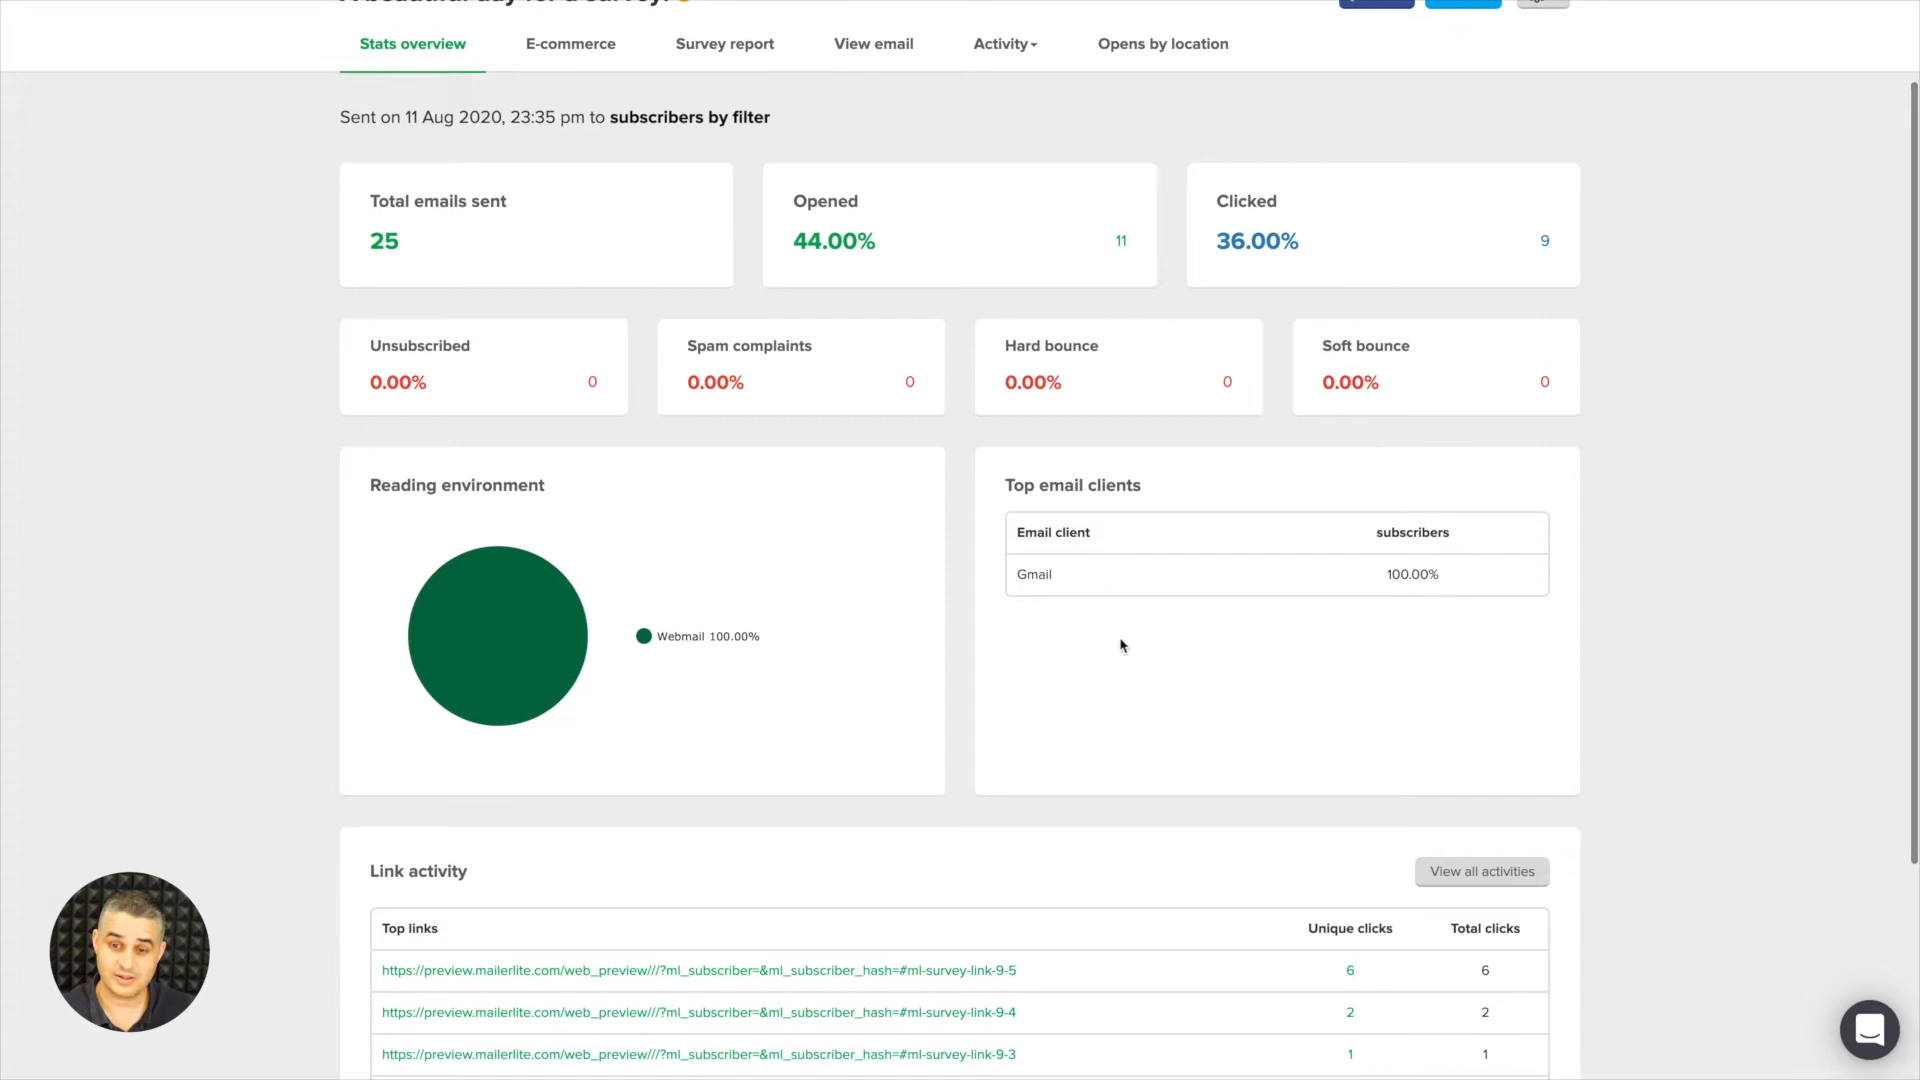 A beautiful day for a survey!
Stats overview
E-commerce
Survey report
View email
Activity
Opens by location
Sent on 11 Aug 2020, 23:35 pm to subscribers by filter
Total emails sent
25
Opened
44.00% 11
Clicked
36.00% 9
Unsubscribed
0.00% 0
Spam complaints
0.00% 0
Hard bounce
0.00% 0
Soft bounce
0.00% 0
Reading environment
Webmail 100.00%
Top email clients
Email client subscribers
Gmail 100.00%
Link activity
View all activities
Top links Unique clicks Total clicks
https://preview.mailerlite.com/web_preview///?ml_subscriber=&ml_subscriber_hash=#ml-survey-link-9-5 6 6
https://preview.mailerlite.com/web_preview///?ml_subscriber=&ml_subscriber_hash=#ml-survey-link-9-4 2 2
https://preview.mailerlite.com/web_preview///?ml_subscriber=&ml_subscriber_hash=#ml-survey-link-9-3 1 1